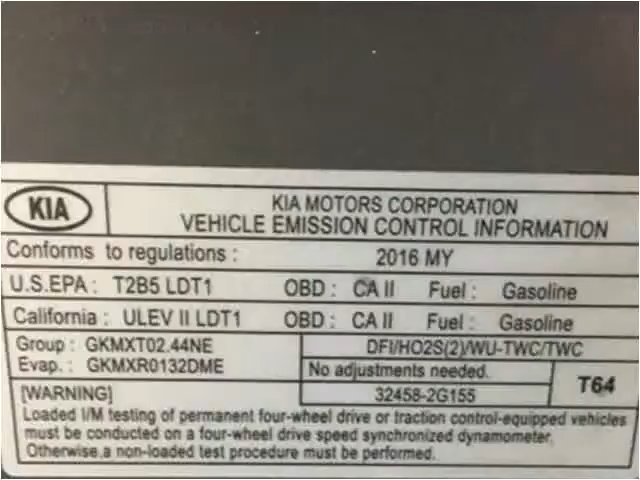 KIA
KIA MOTORS CORPORATION
VEHICLE EMISSION CONTROL INFORMATION
Conforms to regulations : 2016 MY
U.S.EPA : T2B5 LDT1 OBD : CA II Fuel : Gasoline
California : ULEV II LDT1 OBD : CA II Fuel : Gasoline
Group : GKMXT02.44NE DFI/HO2S(2)/WU-TWC/TWC
Evap. : GKMXR0132DME No adjustments needed.
T64
[WARNING] 32458-2G155
Loaded I/M testing of permanent four-wheel drive or traction control-equipped vehicles
must be conducted on a four-wheel drive speed synchronized dynamometer.
Otherwise,a non-loaded test procedure must be performed.